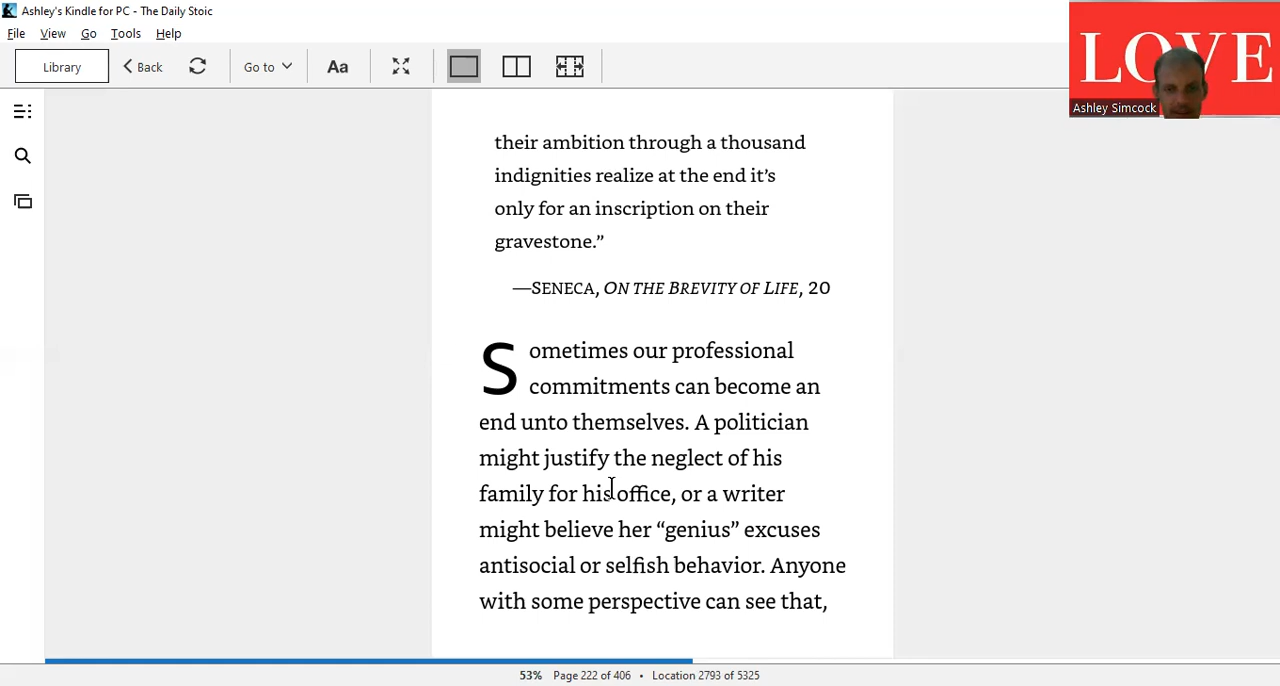 Ashley's Kindle for PC - The Daily Stoic
File View Go Tools Help
Library Back Go to Aa
LOVE
Ashley Simcock
their ambition through a thousand
indignities realize at the end it’s
only for an inscription on their
gravestone.”
—SENECA, ON THE BREVITY OF LIFE, 20
Sometimes our professional
commitments can become an
end unto themselves. A politician
might justify the neglect of his
family for his office, or a writer
might believe her “genius” excuses
antisocial or selfish behavior. Anyone
with some perspective can see that,
53% Page 222 of 406 • Location 2793 of 5325